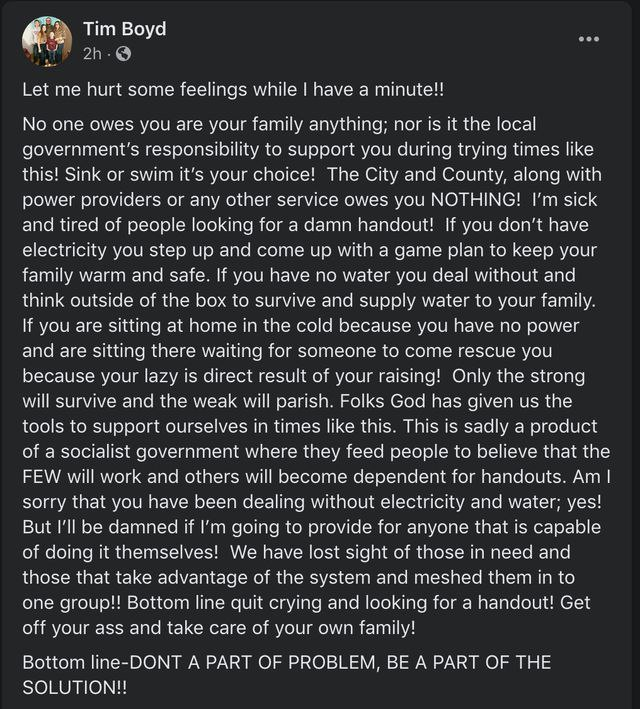 Tim Boyd
2h ·
Let me hurt some feelings while I have a minute!!
No one owes you are your family anything; nor is it the local
government's responsibility to support you during trying times like
this! Sink or swim it's your choice!  The City and County, along with
power providers or any other service owes you NOTHING!  I'm sick
and tired of people looking for a damn handout!  If you don't have
electricity you step up and come up with a game plan to keep your
family warm and safe. If you have no water you deal without and
think outside of the box to survive and supply water to your family.
If you are sitting at home in the cold because you have no power
and are sitting there waiting for someone to come rescue you
because your lazy is direct result of your raising!  Only the strong
will survive and the weak will parish. Folks God has given us the
tools to support ourselves in times like this. This is sadly a product
of a socialist government where they feed people to believe that the
FEW will work and others will become dependent for handouts. Am I
sorry that you have been dealing without electricity and water; yes!
But I'll be damned if I'm going to provide for anyone that is capable
of doing it themselves!  We have lost sight of those in need and
those that take advantage of the system and meshed them in to
one group!! Bottom line quit crying and looking for a handout! Get
off your ass and take care of your own family!
Bottom line-DONT A PART OF PROBLEM, BE A PART OF THE
SOLUTION!!